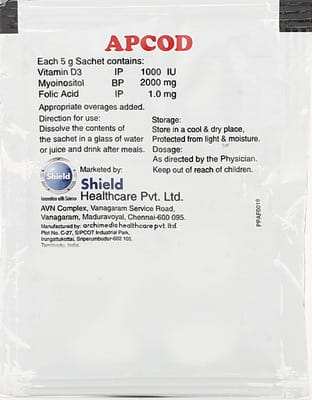 APCOD
Each 5 g Sachet contains:
Vitamin D3 IP 1000 IU
Myoinositol BP 2000 mg
Folic Acid IP 1.0 mg
Appropriate overages added.
Direction for use:
Dissolve the contents of
the sachet in a glass of water
or juice and drink after meals.
Storage:
Store in a cool & dry place,
Protected from light & moisture.
Dosage:
As directed by the Physician.
Keep out of reach of children.
Shield
Innovation with Science
Marketed by:
Shield
Healthcare Pvt. Ltd.
AVN Complex, Vanagaram Service Road,
Vanagaram, Maduravoyal, Chennai-600 095.
Manufactured by: archimedis healthcare pvt. ltd.
Plot No. C-27, SIPCOT Industrial Park,
Irungattukottai, Sriperumbudur-602 105.
Tamilnadu, India.